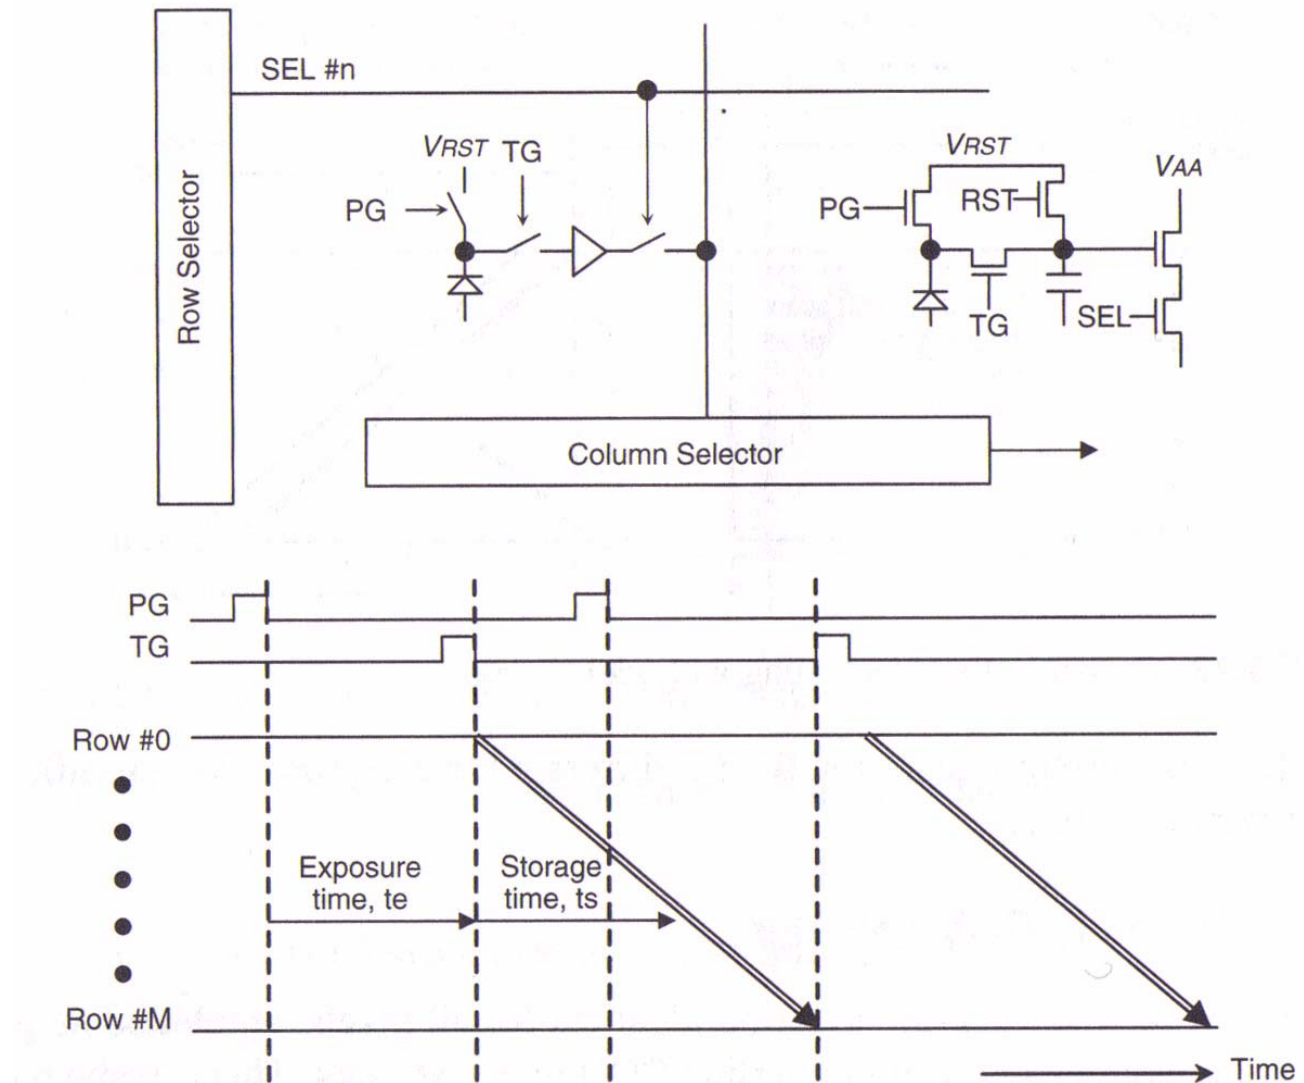 SEL #n
Row Selector
VRST TG
PG
VRST
VAA
PG
RST
TG
SEL
Column Selector
PG
TG
Row #0
Exposure
time, te
Storage
time, ts
Row #M
Time